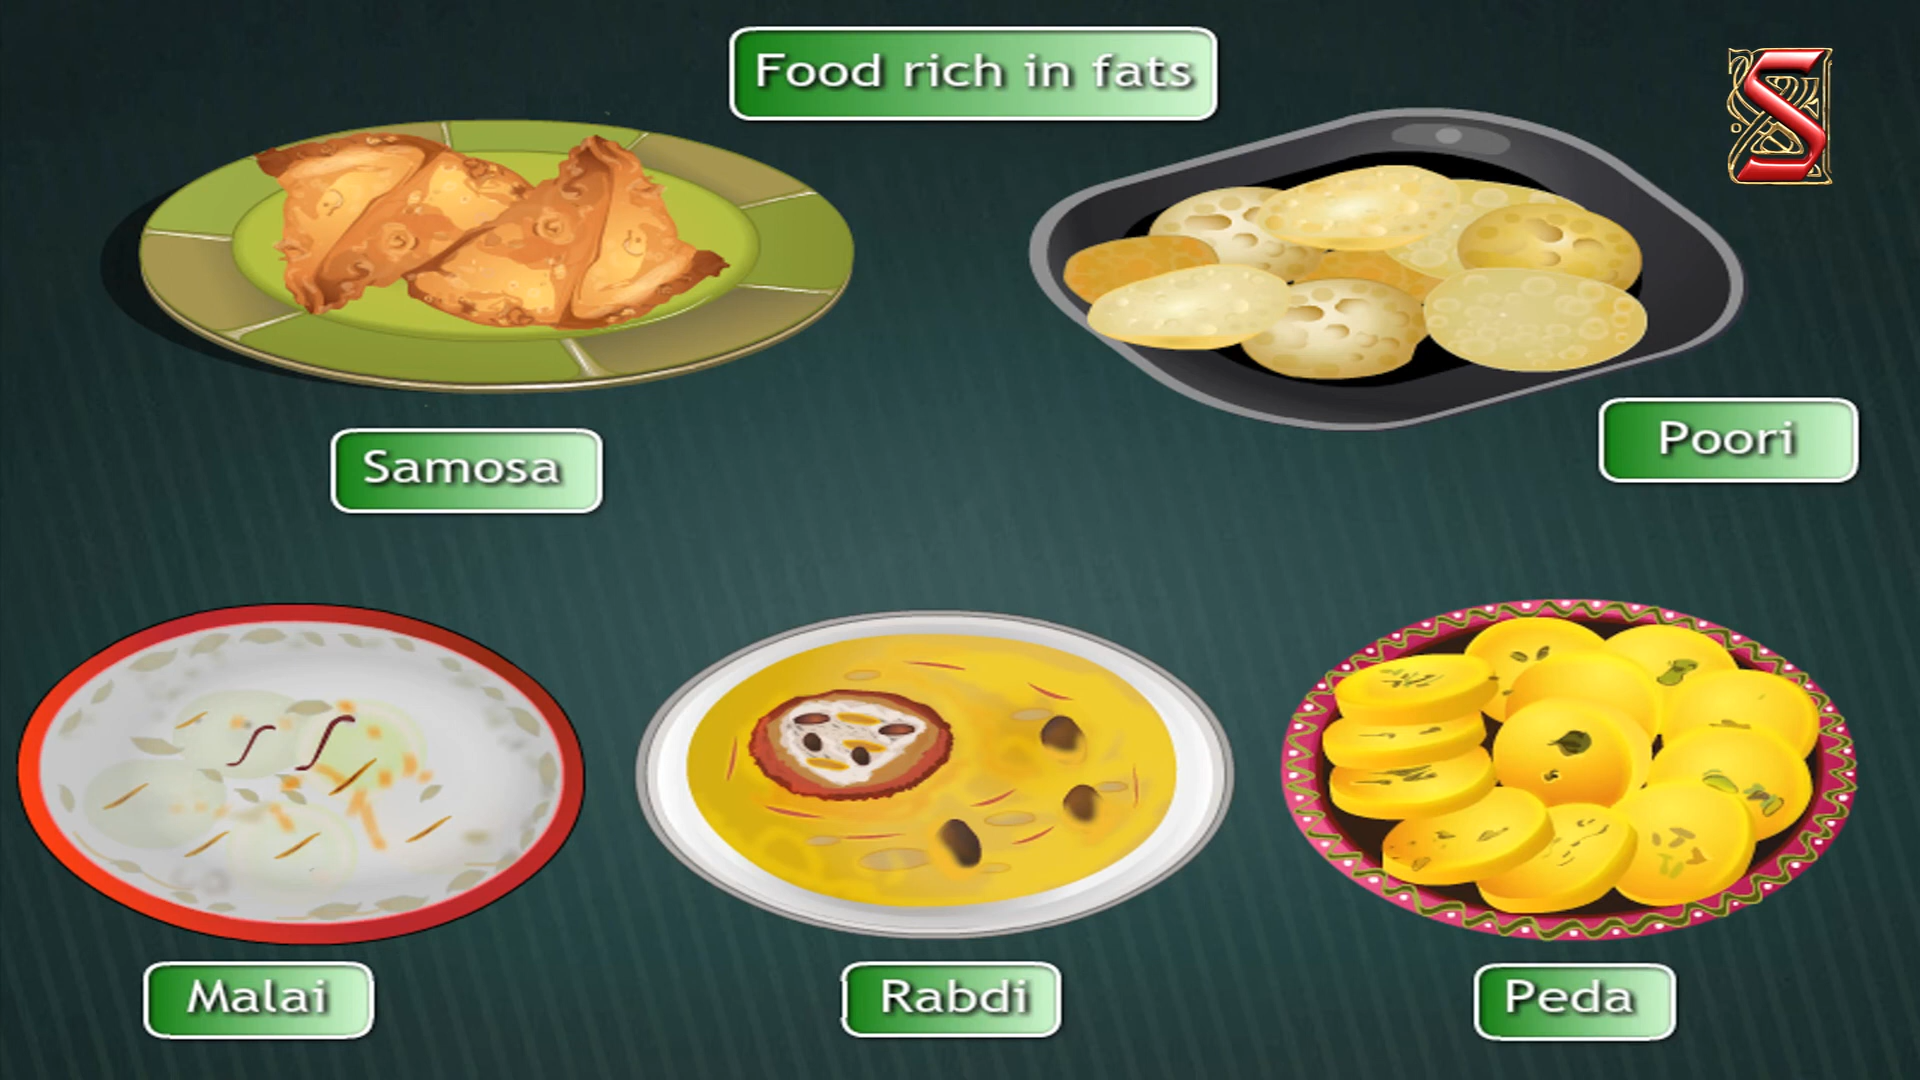 Food rich in fats
S
Samosa
Poori
Malai
Rabdi
Peda